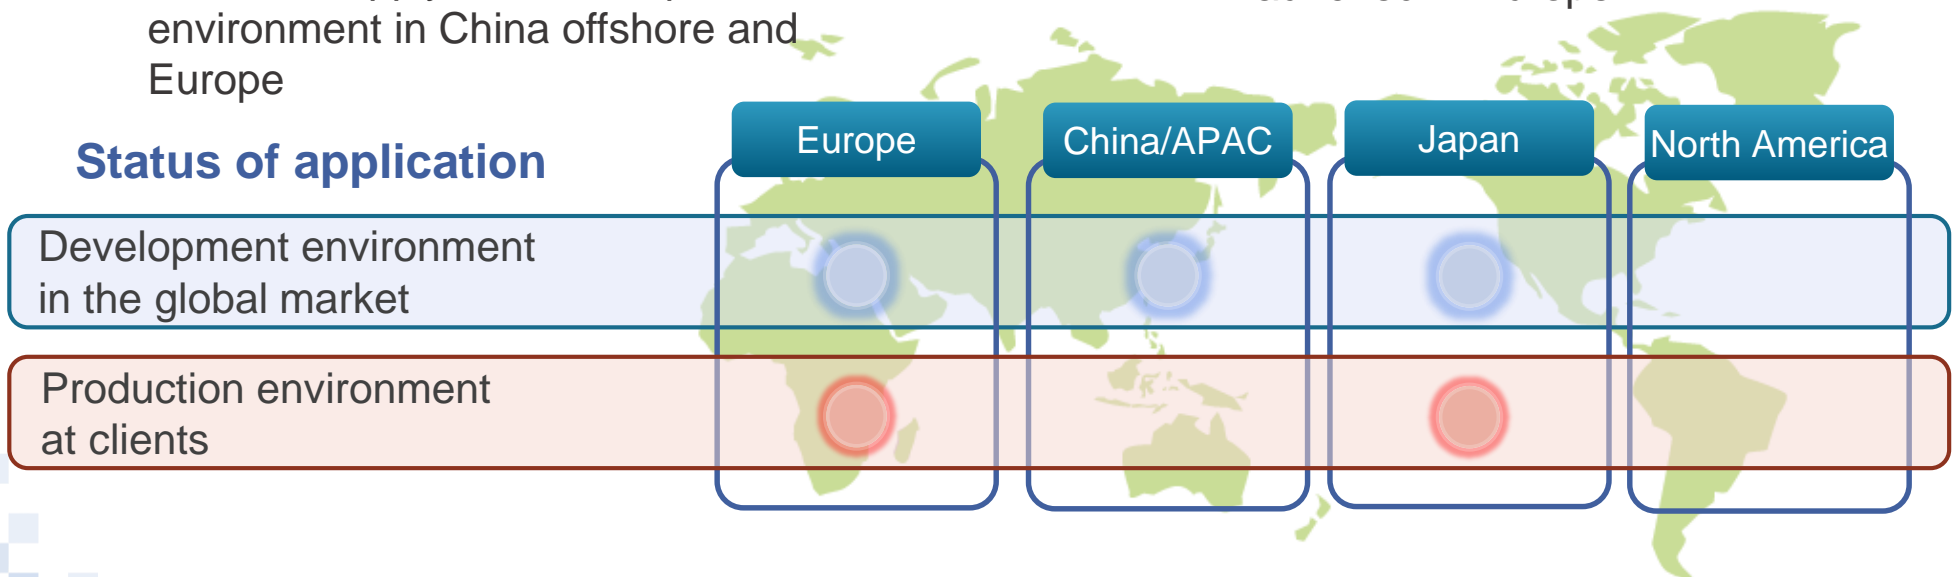 environment in China offshore and
Europe
Status of application
Europe
China/APAC
Japan
North America
Development environment
in the global market
Production environment
at clients